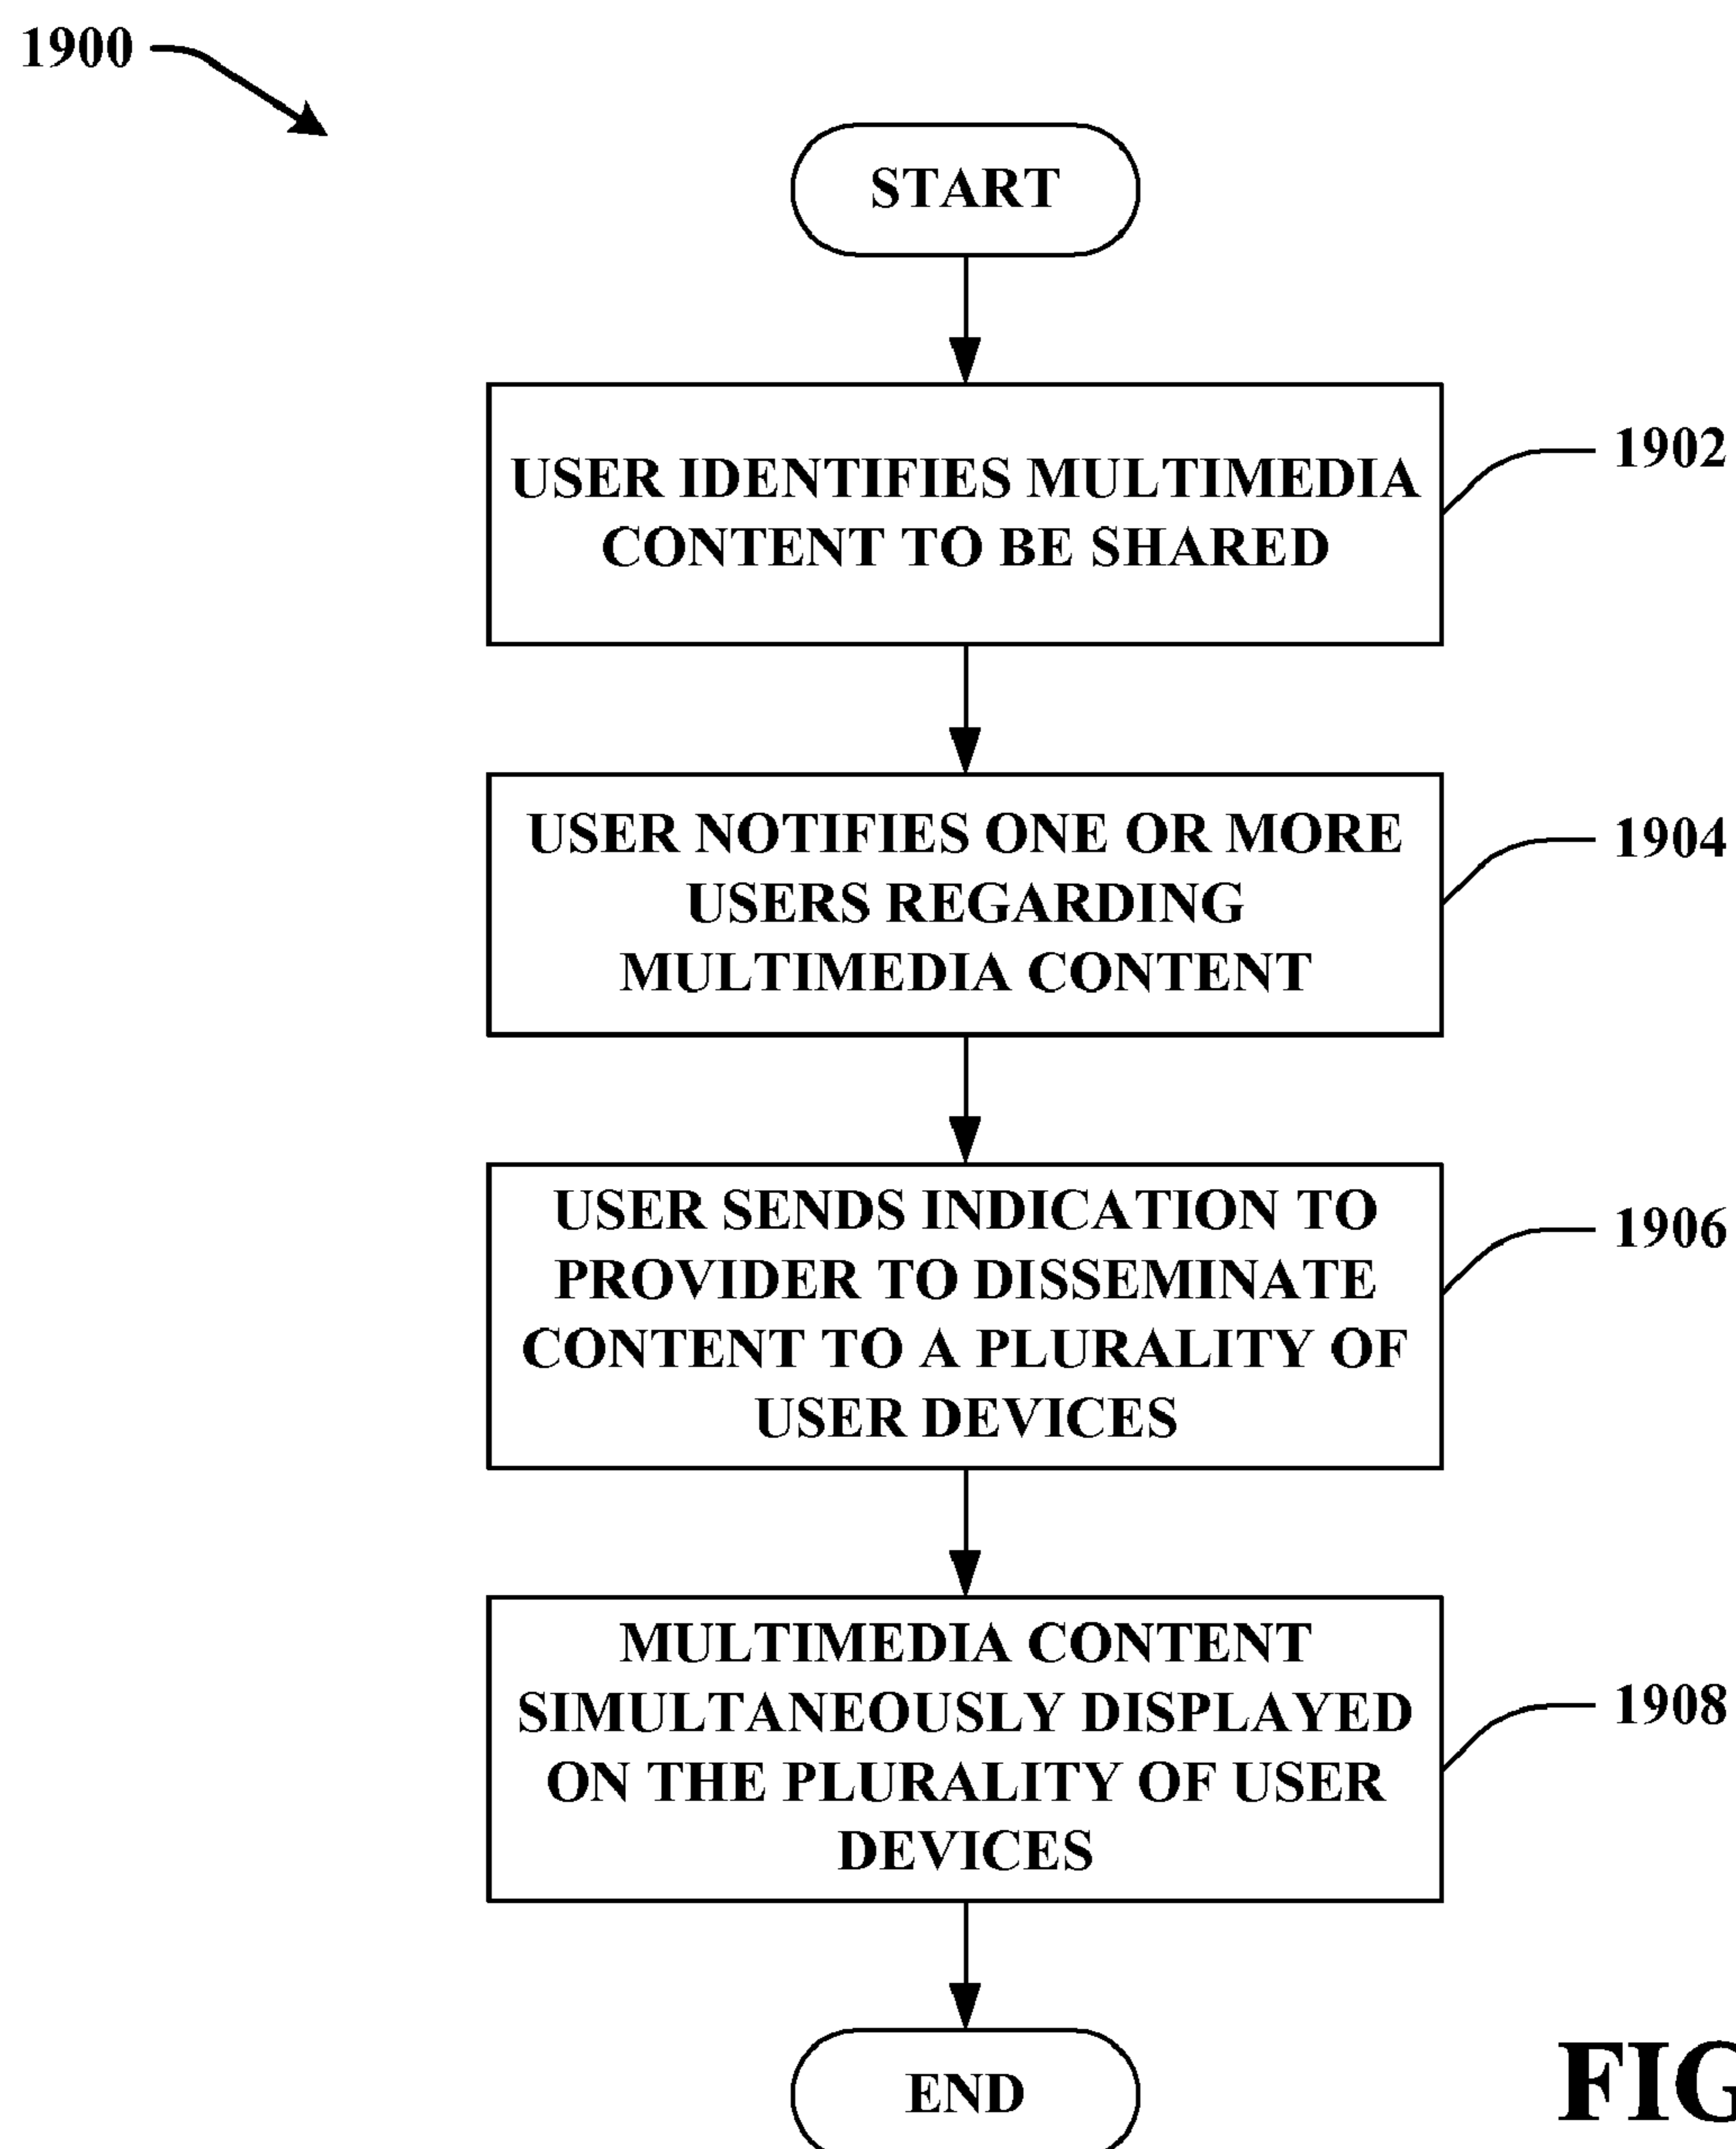 1900
START
USER IDENTIFIES MULTIMEDIA
CONTENT TO BE SHARED
1902
USER NOTIFIES ONE OR MORE
USERS REGARDING
MULTIMEDIA CONTENT
1904
USER SENDS INDICATION TO
PROVIDER TO DISSEMINATE
CONTENT TO A PLURALITY OF
USER DEVICES
1906
MULTIMEDIA CONTENT
SIMULTANEOUSLY DISPLAYED
ON THE PLURALITY OF USER
DEVICES
1908
END
FIG